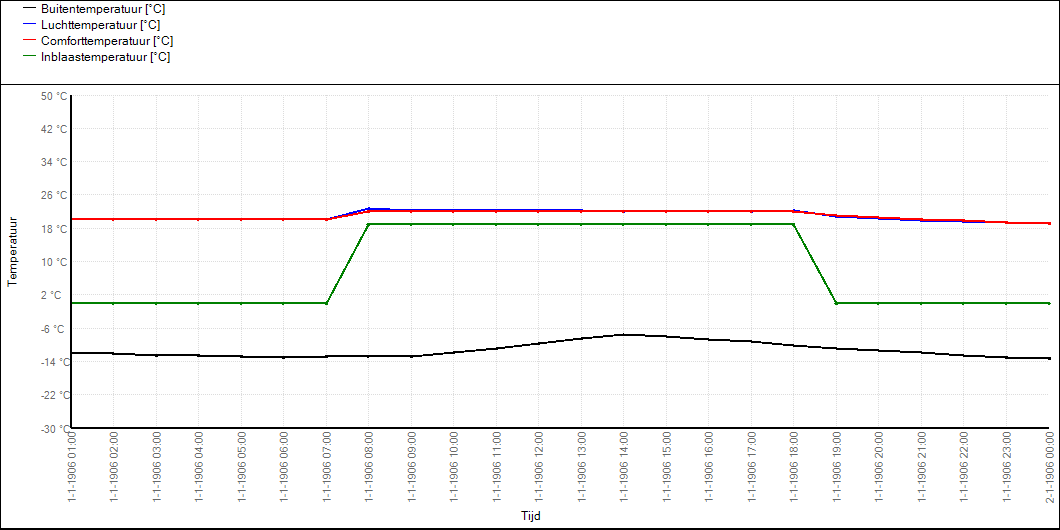 Buitentemperatuur [°C]
Luchttemperatuur [°C]
Comforttemperatuur [°C]
Inblaastemperatuur [°C]
50 °C
42 °C
34 °C
26 °C
18 °C
10 °C
2 °C
-6 °C
-14 °C
-22 °C
-30 °C
Temperatuur
1-1-1906 01:00
1-1-1906 02:00
1-1-1906 03:00
1-1-1906 04:00
1-1-1906 05:00
1-1-1906 06:00
1-1-1906 07:00
1-1-1906 08:00
1-1-1906 09:00
1-1-1906 10:00
1-1-1906 11:00
1-1-1906 12:00
1-1-1906 13:00
1-1-1906 14:00
1-1-1906 15:00
1-1-1906 16:00
1-1-1906 17:00
1-1-1906 18:00
1-1-1906 19:00
1-1-1906 20:00
1-1-1906 21:00
1-1-1906 22:00
1-1-1906 23:00
2-1-1906 00:00
Tijd